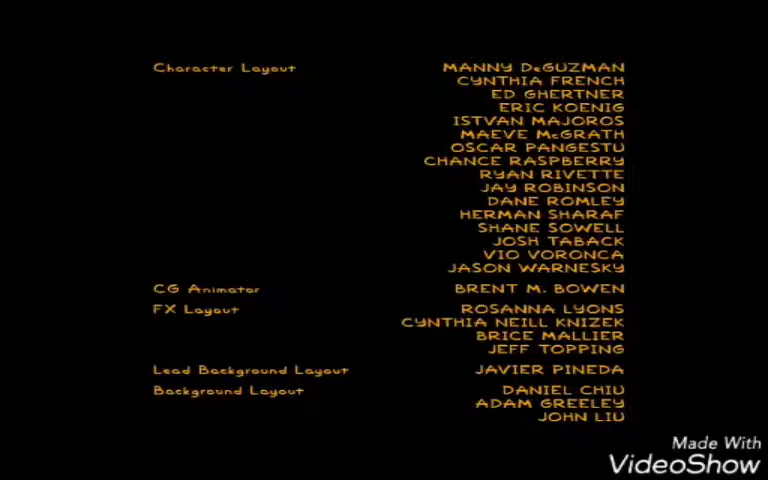 Character Layout MANNY DeGUZMAN
CYNTHIA FRENCH
ED GHERTNER
ERIC KOENIG
ISTVAN MAJOROS
MAEVE McGRATH
OSCAR PANGESTU
CHANCE RASPBERRY
RYAN RIVETTE
JAY ROBINSON
DANE ROMLEY
HERMAN SHARAF
SHANE SOWELL
JOSH TABACK
VIO VORONCA
JASON WARNESKY
CG Animator BRENT M. BOWEN
FX Layout ROSANNA LYONS
CYNTHIA NEILL KNIZEK
BRICE MALLIER
JEFF TOPPING
Lead Background Layout JAVIER PINEDA
Background Layout DANIEL CHIU
ADAM GREELEY
JOHN LIU
Made With
VideoShow